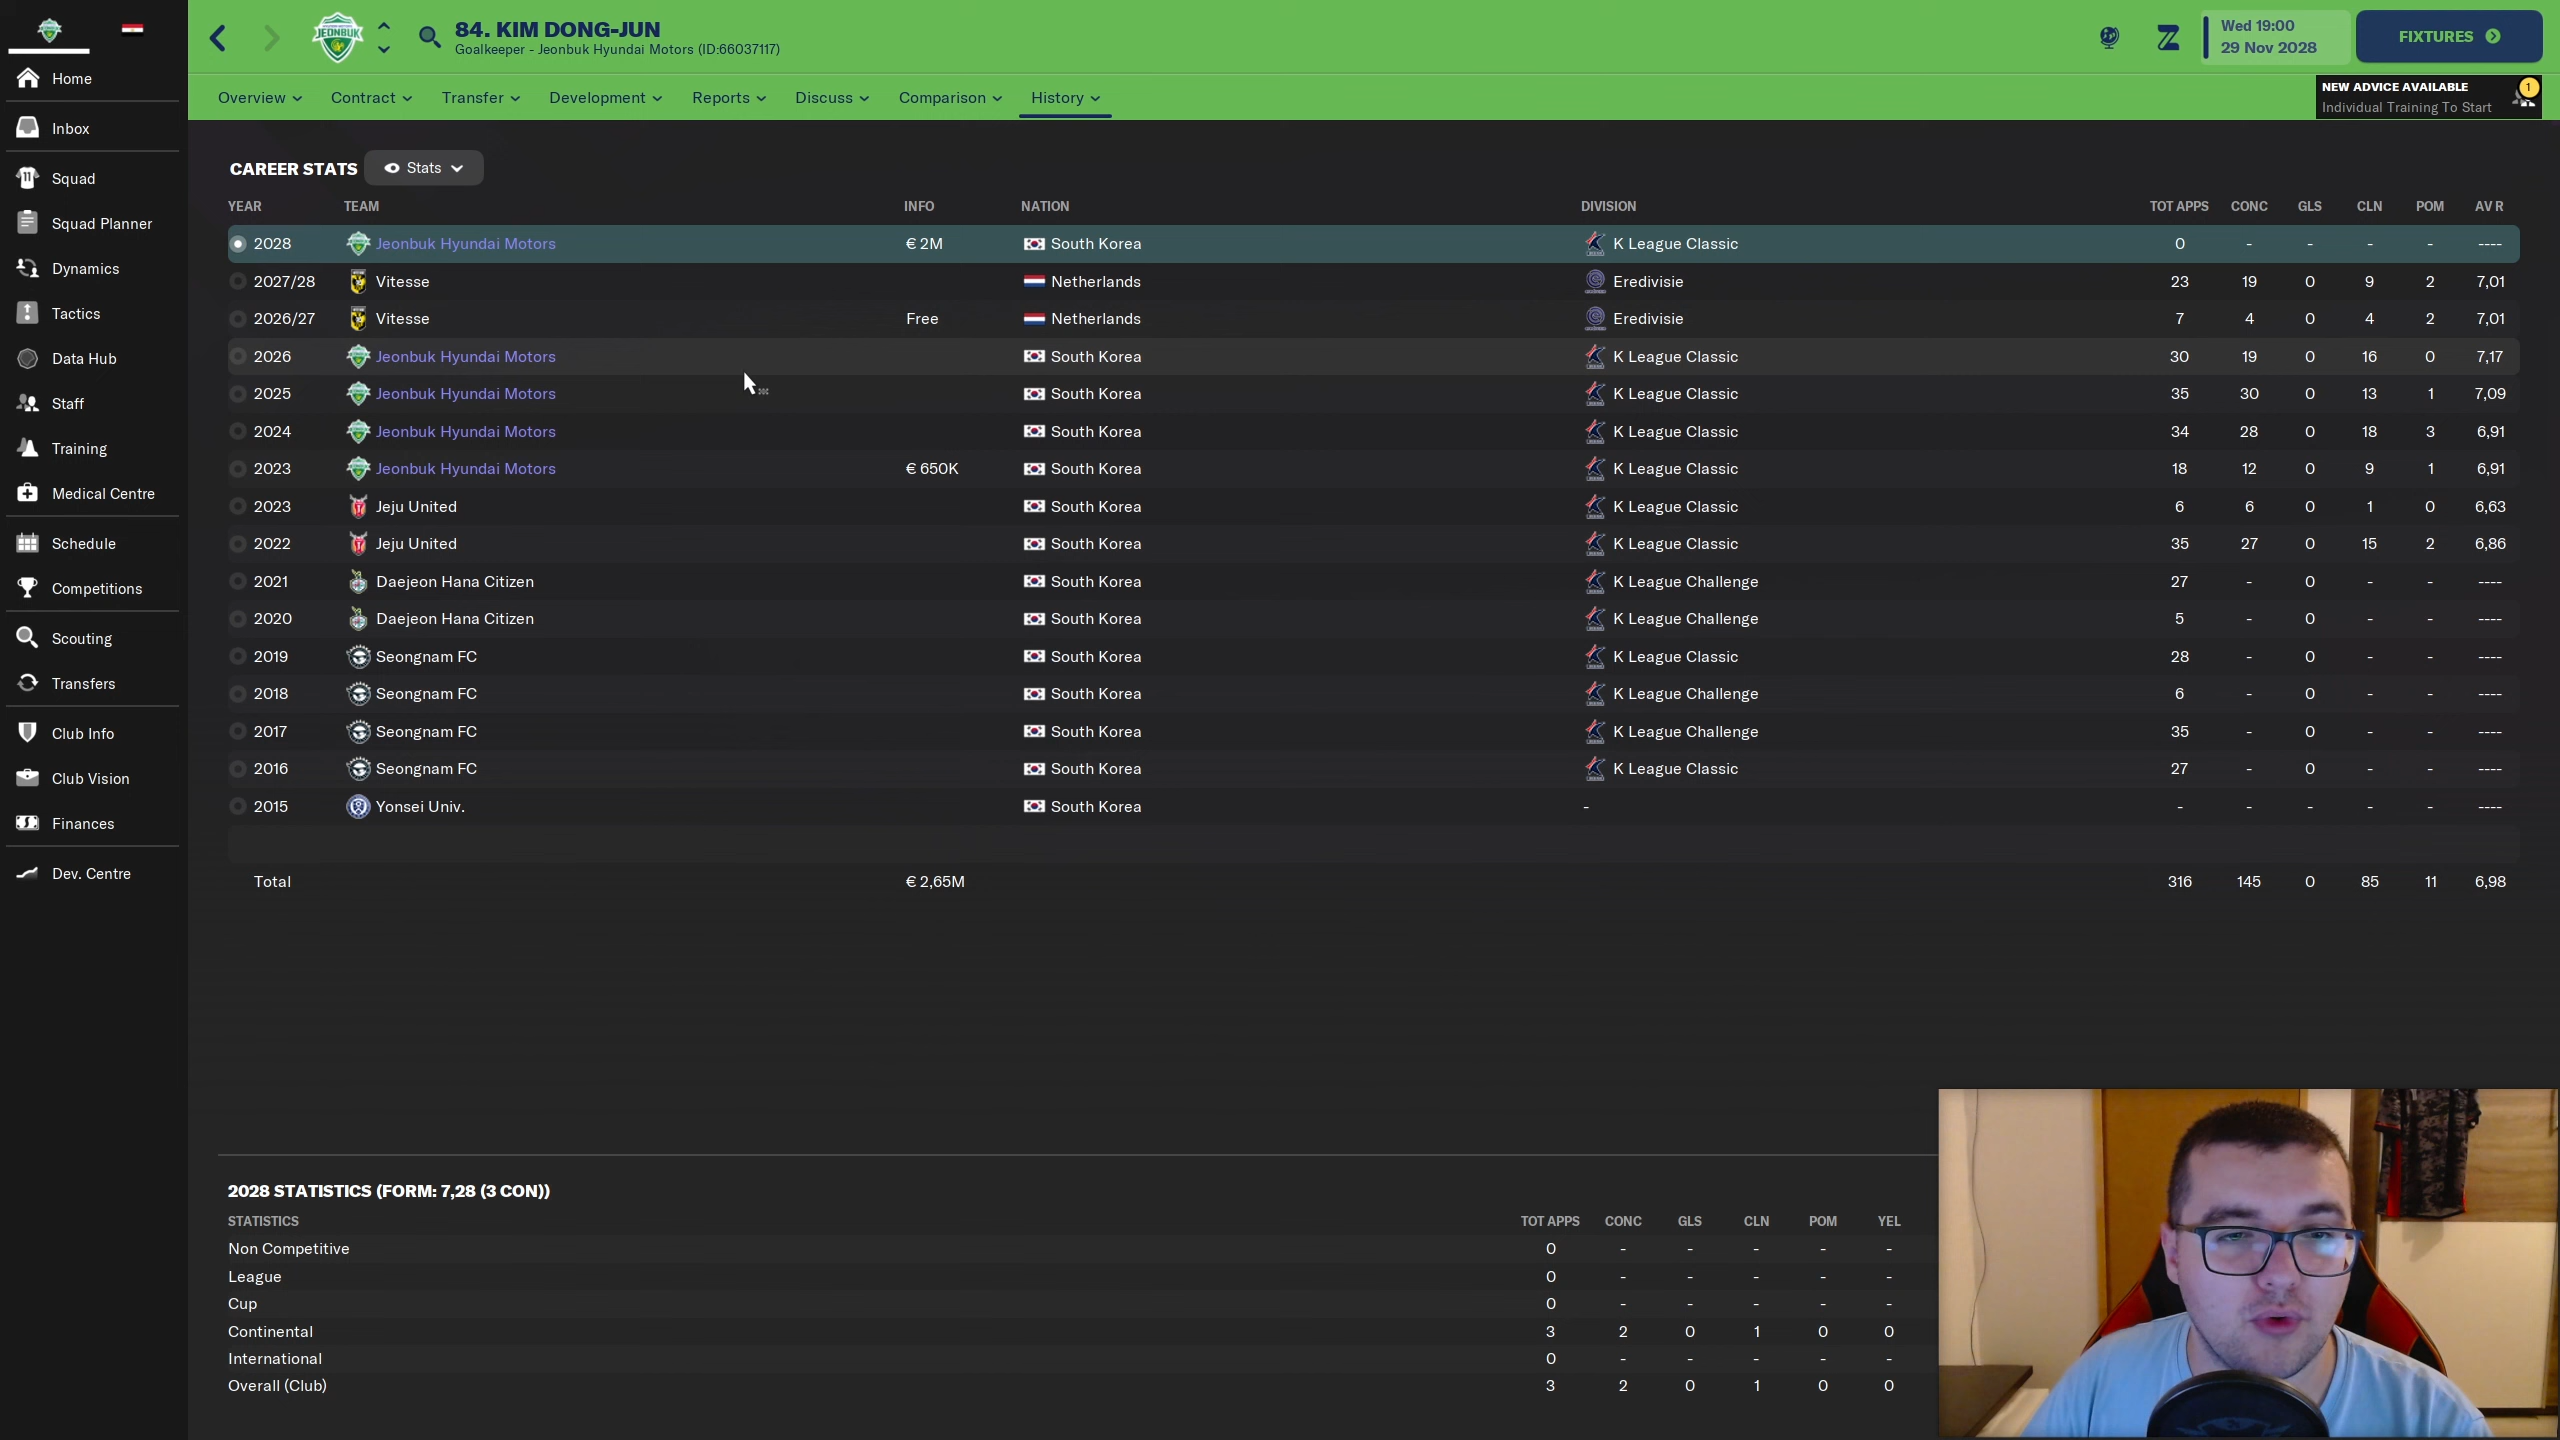 84. KIM DONG-JUN
Goalkeeper - Jeonbuk Hyundai Motors (ID:66037117)
Wed 19:00
29 Nov 2028
FIXTURES
JEONBUK
Overview Contract Transfer Development Reports Discuss Comparison History
NEW ADVICE AVAILABLE
Individual Training To Start
1
Home
Inbox
Squad
Squad Planner
Dynamics
Tactics
Data Hub
Staff
Training
Medical Centre
Schedule
Competitions
Scouting
Transfers
Club Info
Club Vision
Finances
Dev. Centre
CAREER STATS Stats
YEAR TEAM INFO NATION DIVISION TOT APPS CONC GLS CLN POM AV R
2028 Jeonbuk Hyundai Motors € 2M South Korea K League Classic 0 - - - - ----
2027/28 Vitesse Netherlands Eredivisie 23 19 0 9 2 7,01
2026/27 Vitesse Free Netherlands Eredivisie 7 4 0 4 2 7,01
2026 Jeonbuk Hyundai Motors South Korea K League Classic 30 19 0 16 0 7,17
2025 Jeonbuk Hyundai Motors South Korea K League Classic 35 30 0 13 1 7,09
2024 Jeonbuk Hyundai Motors South Korea K League Classic 34 28 0 18 3 6,91
2023 Jeonbuk Hyundai Motors € 650K South Korea K League Classic 18 12 0 9 1 6,91
2023 Jeju United South Korea K League Classic 6 6 0 1 0 6,63
2022 Jeju United South Korea K League Classic 35 27 0 15 2 6,86
2021 Daejeon Hana Citizen South Korea K League Challenge 27 - 0 - - ----
2020 Daejeon Hana Citizen South Korea K League Challenge 5 - 0 - - ----
2019 Seongnam FC South Korea K League Classic 28 - 0 - - ----
2018 Seongnam FC South Korea K League Challenge 6 - 0 - - ----
2017 Seongnam FC South Korea K League Challenge 35 - 0 - - ----
2016 Seongnam FC South Korea K League Classic 27 - 0 - - ----
2015 Yonsei Univ. South Korea - - - - - - ----
Total € 2,65M 316 145 0 85 11 6,98
2028 STATISTICS (FORM: 7,28 (3 CON))
STATISTICS TOT APPS CONC GLS CLN POM YEL
Non Competitive 0 - - - - -
League 0 - - - - -
Cup 0 - - - - -
Continental 3 2 0 1 0 0
International 0 - - - - -
Overall (Club) 3 2 0 1 0 0